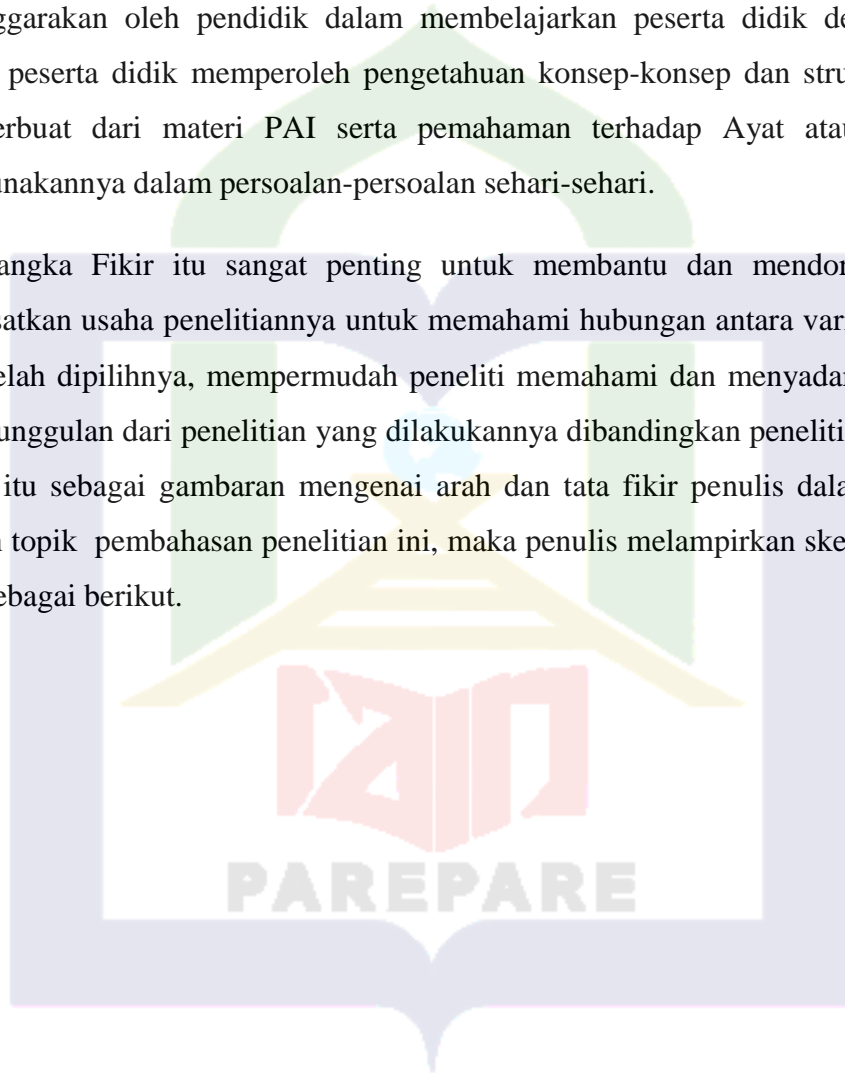 ggarakan oleh pendidik dalam membelajarkan peserta didik de
peserta didik memperoleh pengetahuan konsep-konsep dan stru
erbuat dari materi PAI serta pemahaman terhadap Ayat atau
unakannya dalam persoalan-persoalan sehari-sehari.
angka Fikir itu sangat penting untuk membantu dan mendor
satkan usaha penelitiannya untuk memahami hubungan antara vari
elah dipilihnya, mempermudah peneliti memahami dan menyadar
unggulan dari penelitian yang dilakukannya dibandingkan peneliti
itu sebagai gambaran mengenai arah dan tata fikir penulis dala
n topik pembahasan penelitian ini, maka penulis melampirkan ske
ebagai berikut.
iain
PAREPARE